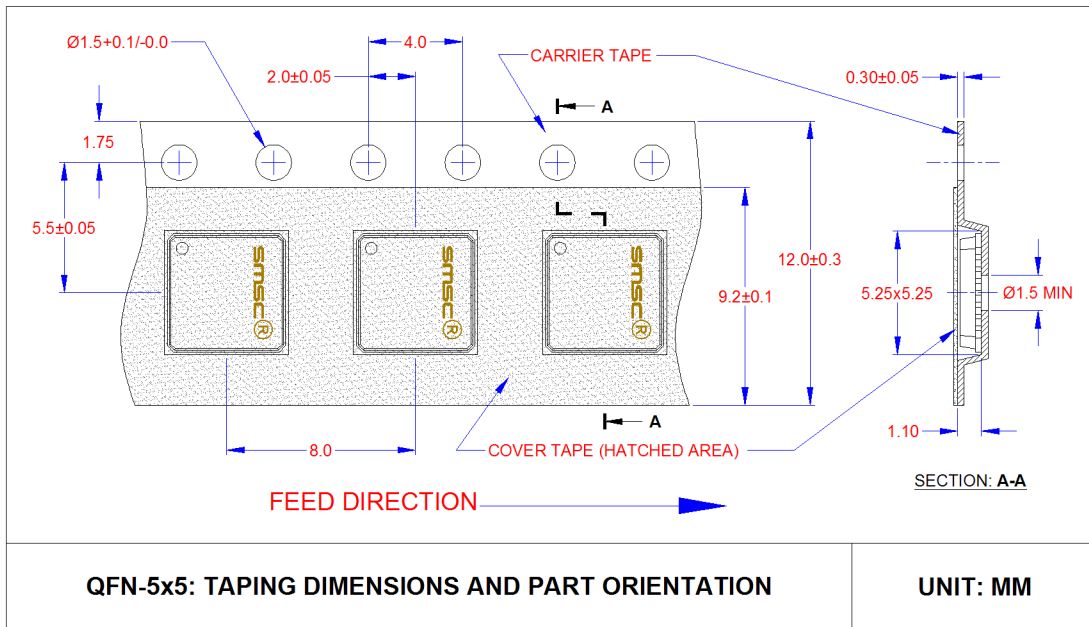 Ø1.5+0.1/-0.0
4.0
CARRIER TAPE
2.0±0.05
0.30±0.05
A
1.75
5.5±0.05
smsc®
smsc®
smsc®
12.0±0.3
9.2±0.1
5.25x5.25
Ø1.5 MIN
A
1.10
8.0
COVER TAPE (HATCHED AREA)
SECTION: A-A
FEED DIRECTION
QFN-5x5: TAPING DIMENSIONS AND PART ORIENTATION
UNIT: MM